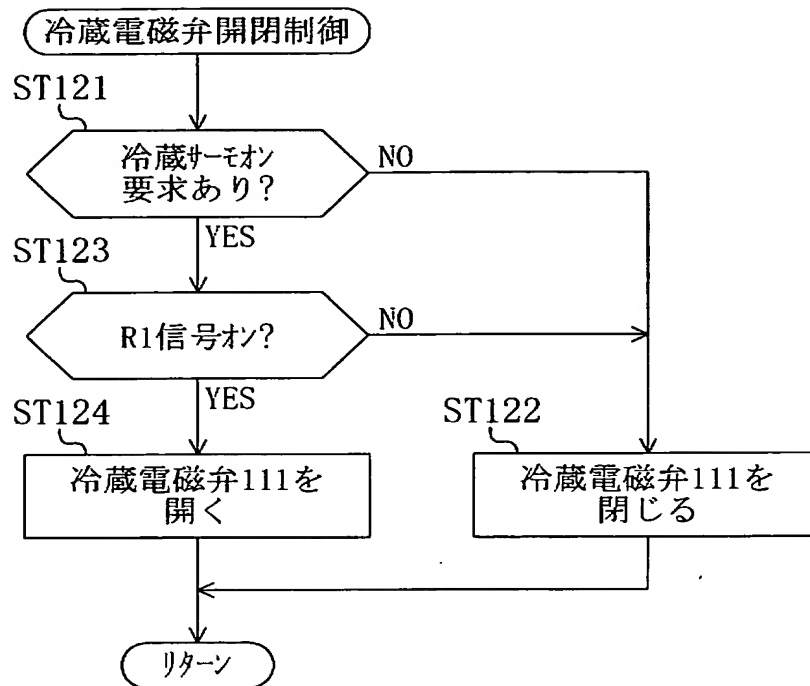 冷蔵電磁弁開閉制御
ST121
冷蔵サーモオン
要求あり?
NO
YES
ST123
R1信号オン?
NO
YES
ST124
冷蔵電磁弁111を
開く
ST122
冷蔵電磁弁111を
閉じる
リターン